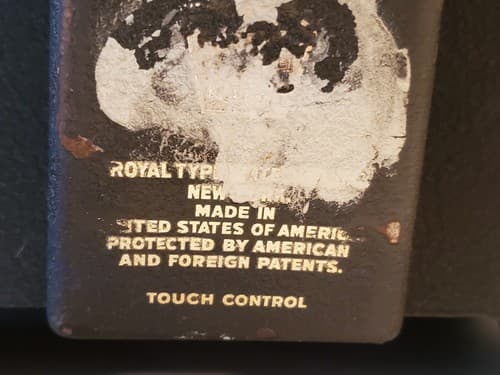 ROYAL TYP
NEW
MADE IN
ITED STATES OF AMERIC
PROTECTED BY AMERICAN
AND FOREIGN PATENTS.
TOUCH CONTROL